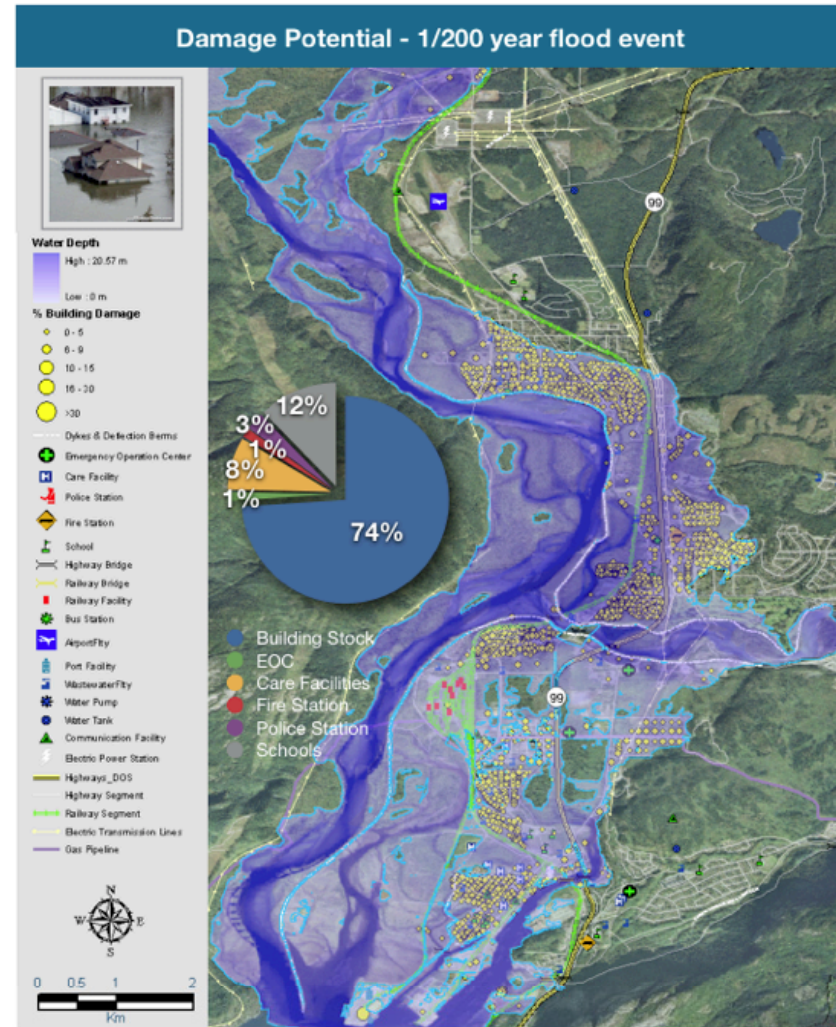 Damage Potential - 1/200 year flood event
Water Depth
High : 20.57 m
Low : 0 m
% Building Damage
0 - 5
6 - 9
10 - 15
16 - 30
>30
Dykes & Deflection Berms
Emergency Operation Center
Care Facility
Police Station
Fire Station
School
Highway Bridge
Railway Bridge
Railway Facility
Bus Station
AirportFlty
Port Facility
WastewaterFlty
Water Pump
Water Tank
Communication Facility
Electric Power Station
Highways_DOS
Highway Segment
Railway Segment
Electric Transmission Lines
Gas Pipeline
N
W E
S
0 0.5 1 2
Km
99
12%
3%
1%
8%
1%
74%
Building Stock
EOC
Care Facilities
Fire Station
Police Station
Schools
99